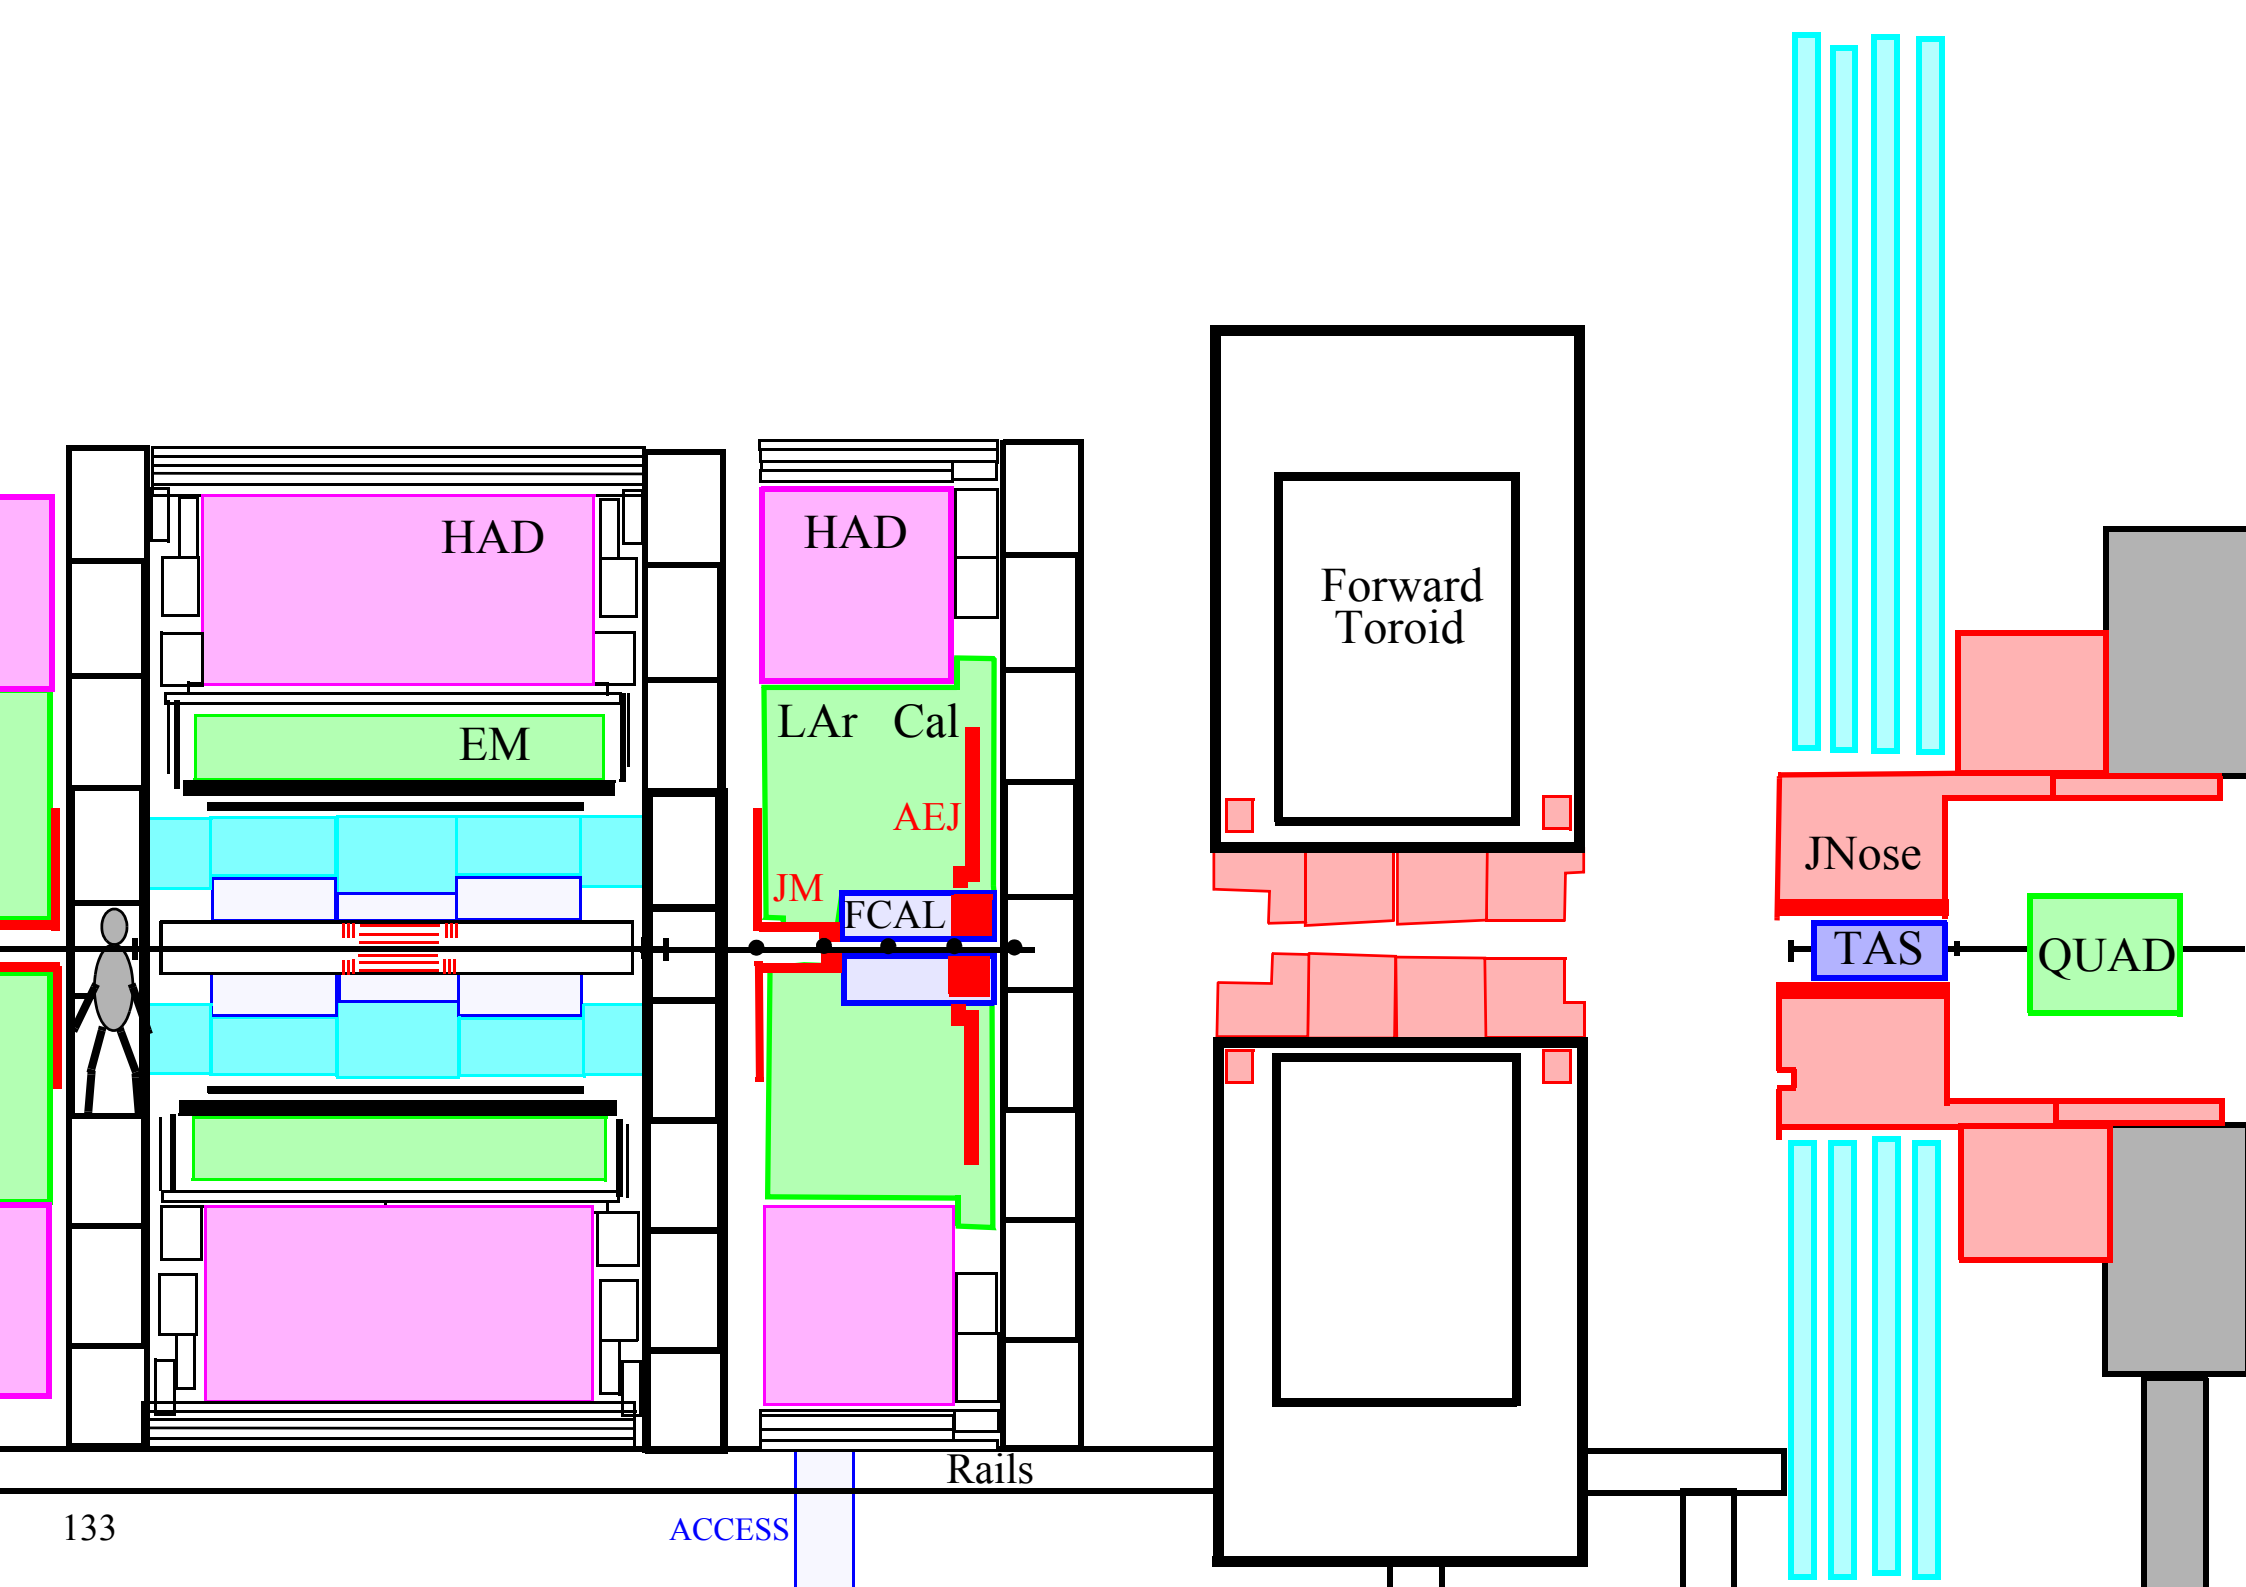 HAD
HAD
Forward
Toroid
LAr Cal
EM
AEJ
JNose
JM
FCAL
TAS
QUAD
Rails
133
ACCESS